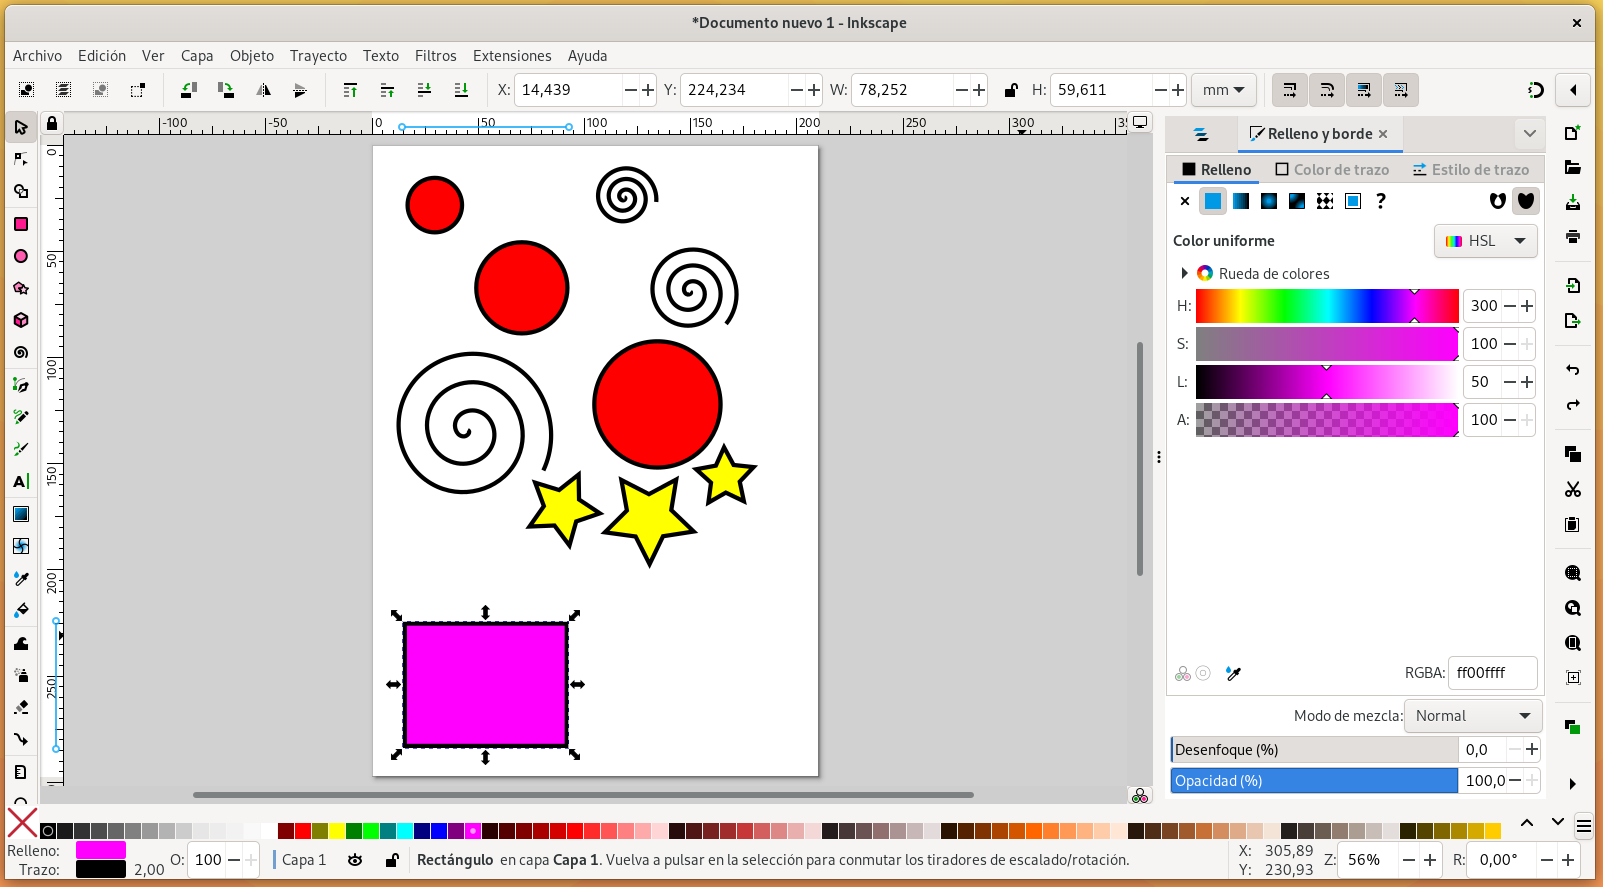 *Documento nuevo 1 - Inkscape
Archivo Edición Ver Capa Objeto Trayecto Texto Filtros Extensiones Ayuda
X: 14,439 Y: 224,234 W: 78,252 H: 59,611 mm
-100 -50 0 50 100 150 200 250 300
0
50
100
150
200
250
Relleno y borde
Relleno Color de trazo Estilo de trazo
Color uniforme HSL
Rueda de colores
H: 300
S: 100
L: 50
A: 100
RGBA: ff00ffff
Modo de mezcla: Normal
Desenfoque (%) 0,0
Opacidad (%) 100,0
Relleno:
Trazo: 2,00
O: 100
Capa 1
Rectángulo en capa Capa 1. Vuelva a pulsar en la selección para conmutar los tiradores de escalado/rotación.
X: 305,89
Y: 230,93
Z: 56%
R: 0,00°